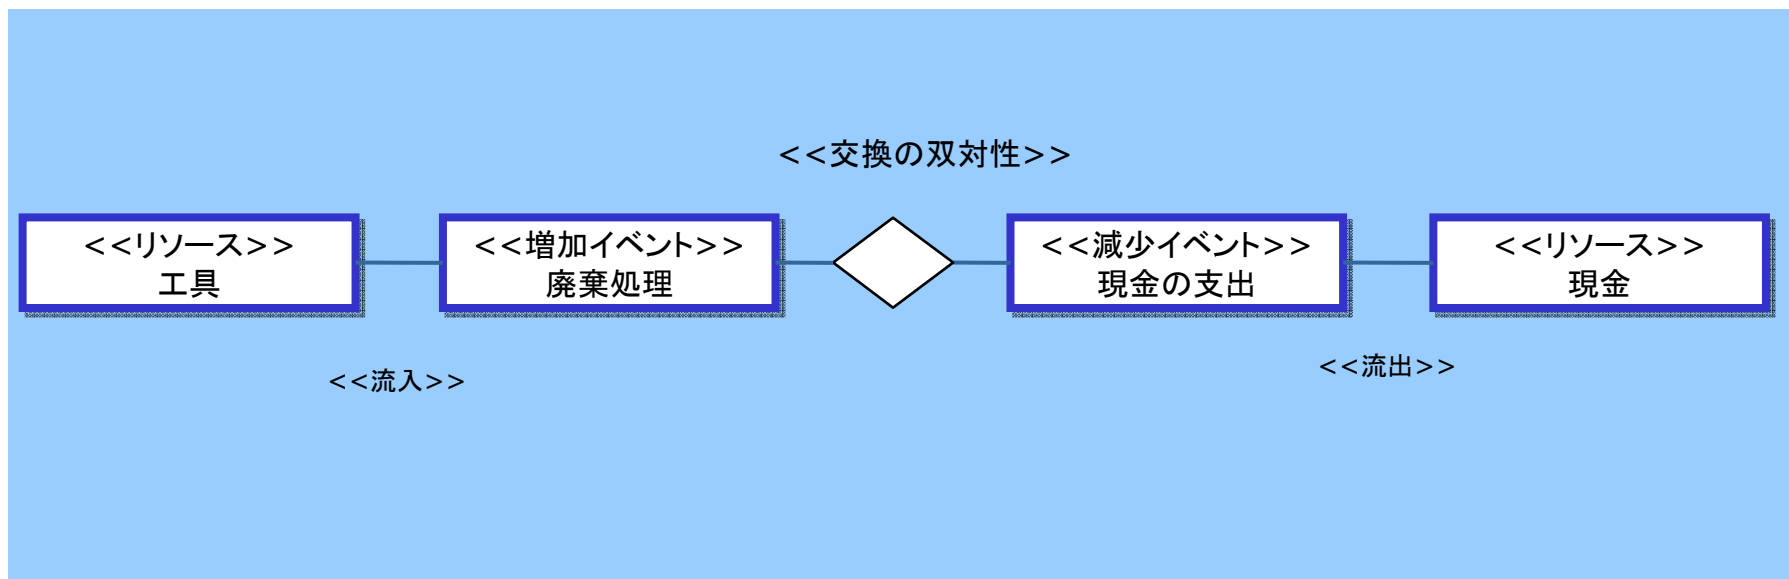 <<交換の双対性>>
<<リソース>>
工具
<<増加イベント>>
廃棄処理
<<減少イベント>>
現金の支出
<<リソース>>
現金
<<流入>>
<<流出>>